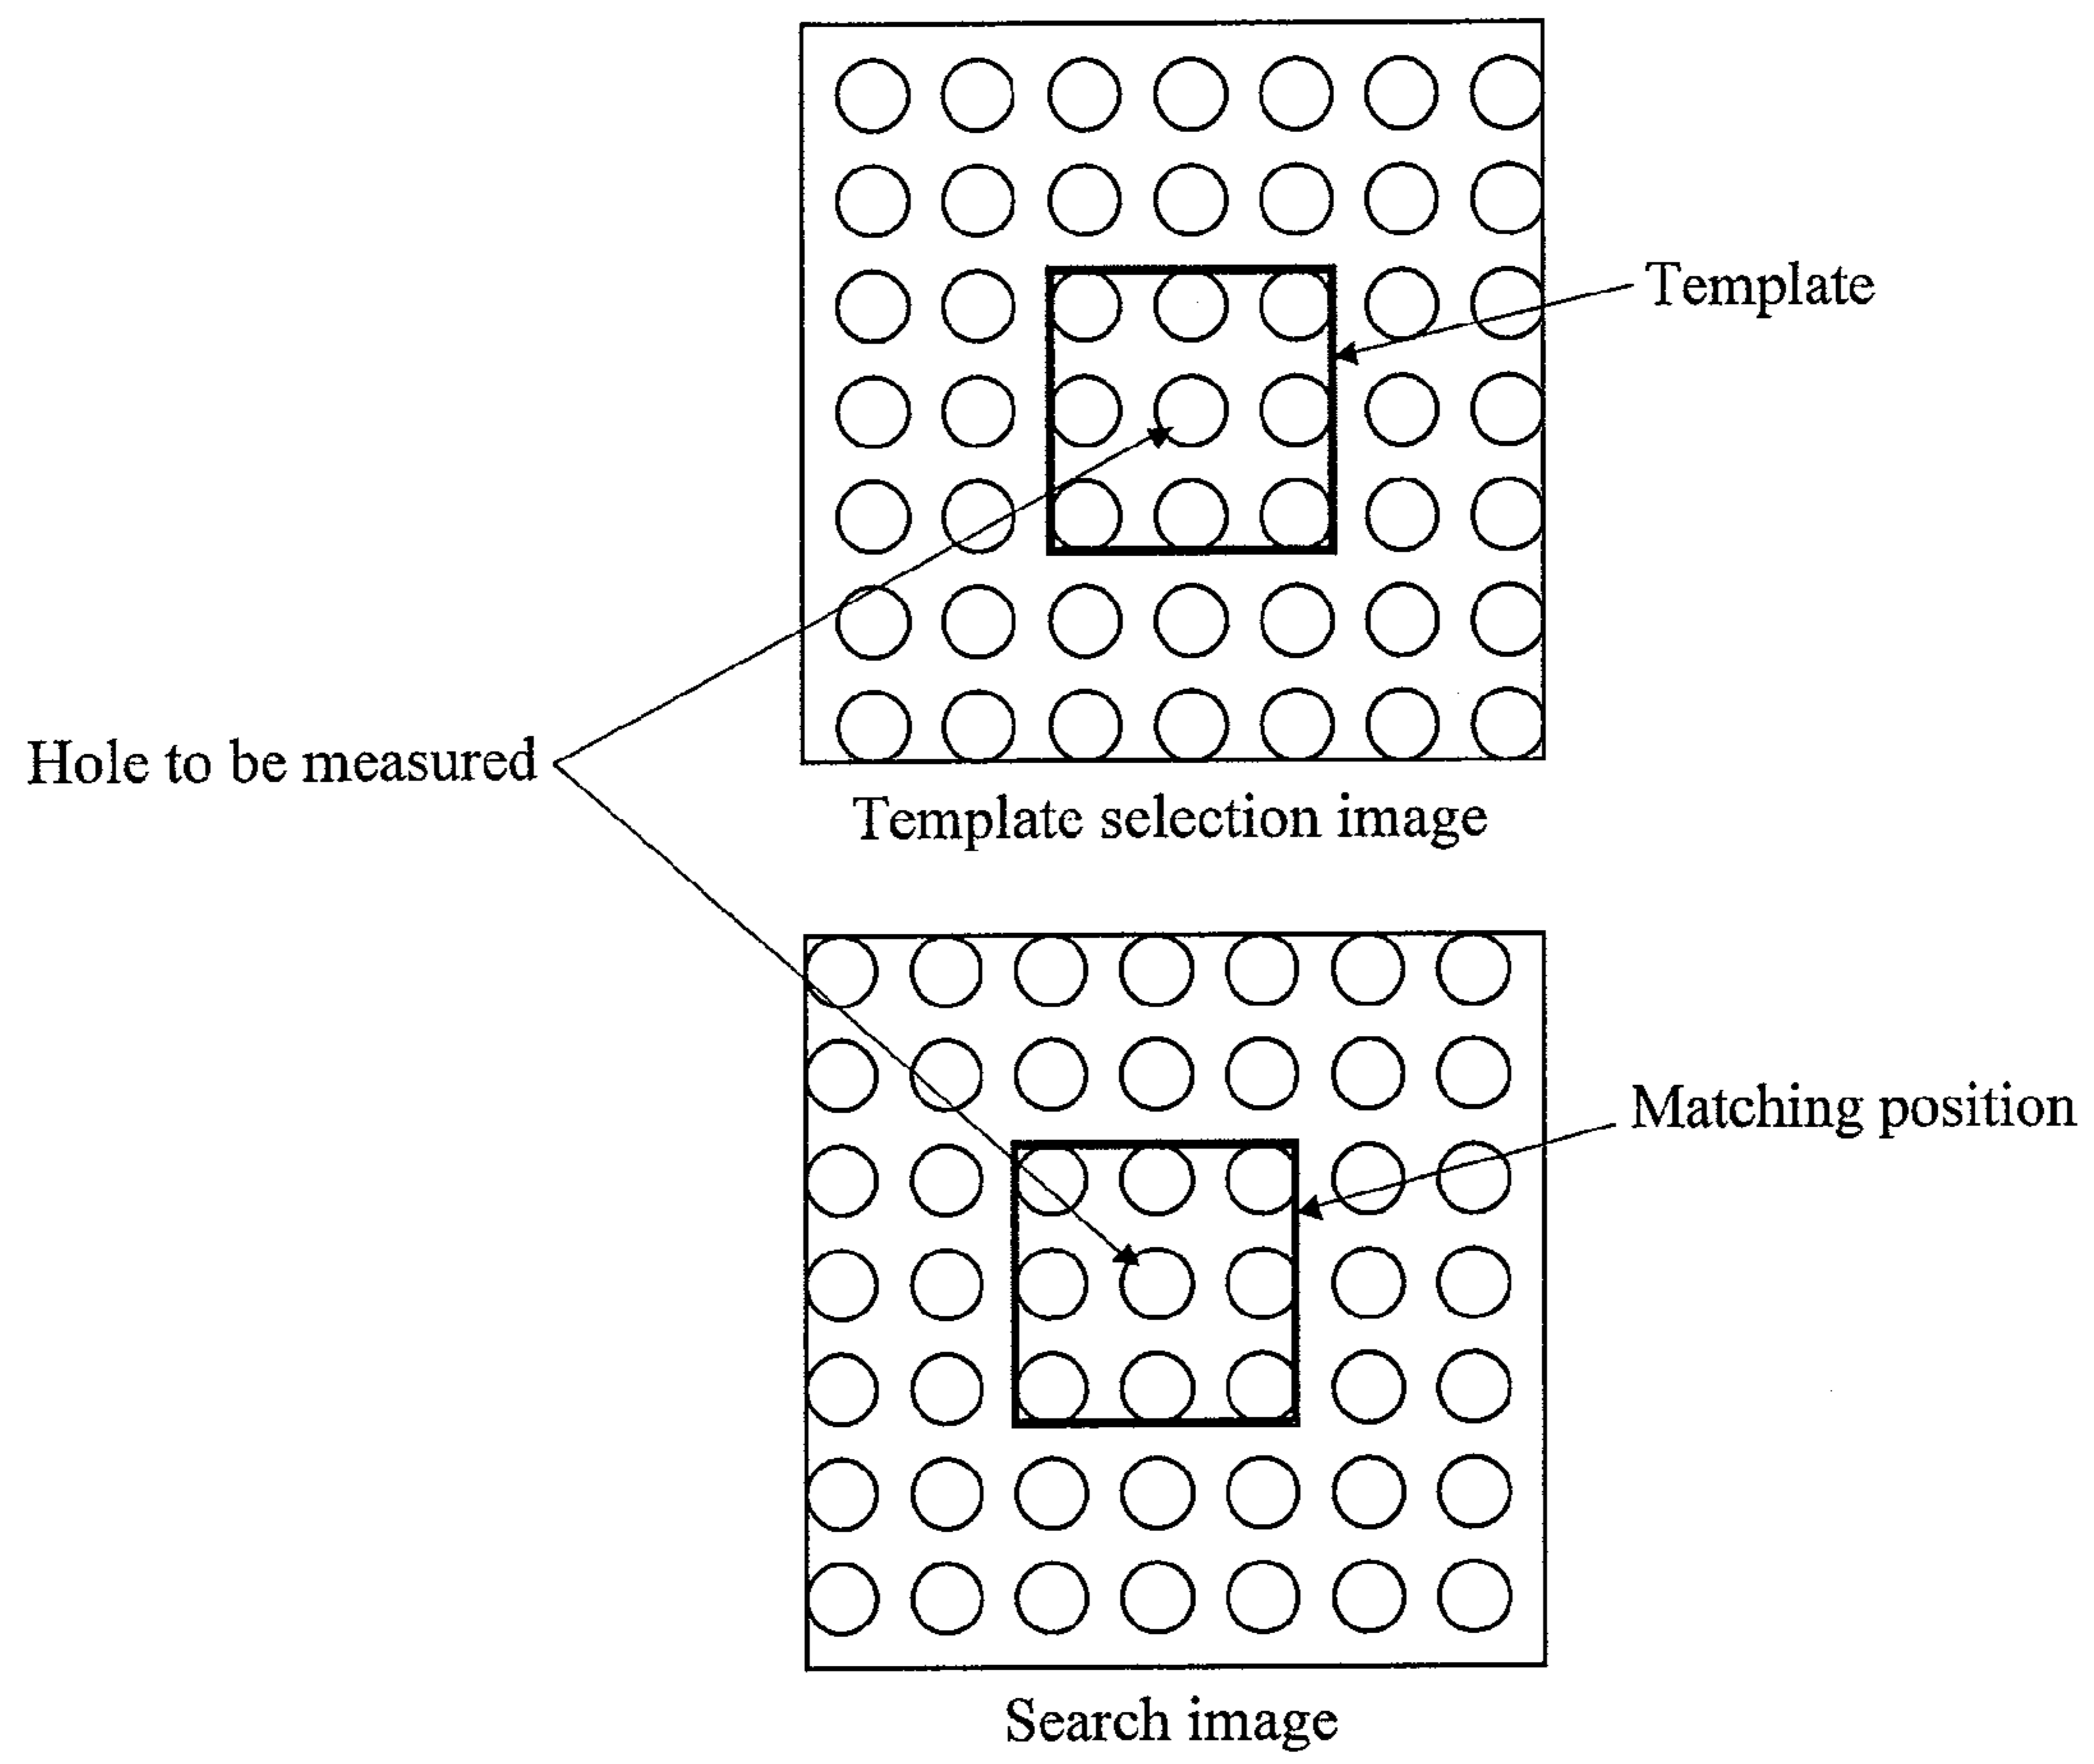 Template
Hole to be measured
Template selection image
Matching position
Search image